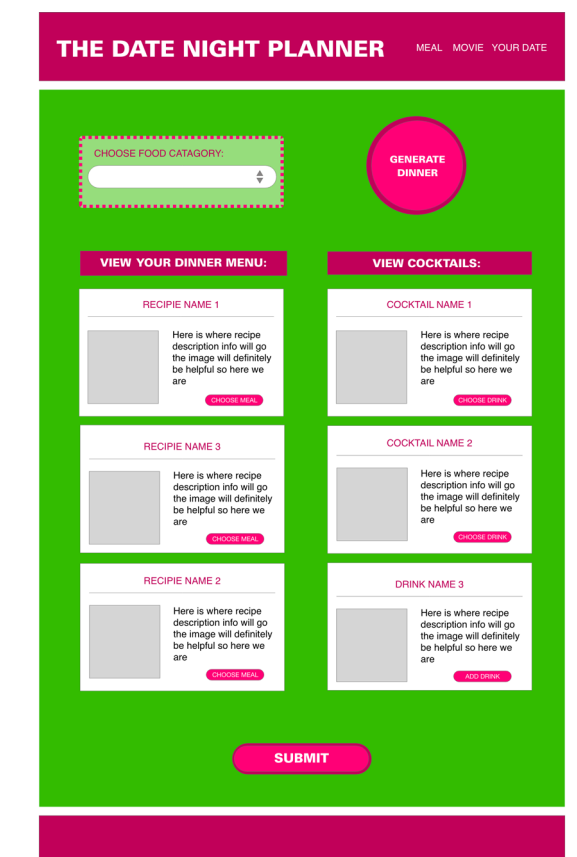 THE DATE NIGHT PLANNER
MEAL MOVIE YOUR DATE
CHOOSE FOOD CATAGORY:
GENERATE
DINNER
VIEW YOUR DINNER MENU:
RECIPIE NAME 1
Here is where recipe
description info will go
the image will definitely
be helpful so here we
are
CHOOSE MEAL
RECIPIE NAME 3
Here is where recipe
description info will go
the image will definitely
be helpful so here we
are
CHOOSE MEAL
RECIPIE NAME 2
Here is where recipe
description info will go
the image will definitely
be helpful so here we
are
CHOOSE MEAL
VIEW COCKTAILS:
COCKTAIL NAME 1
Here is where recipe
description info will go
the image will definitely
be helpful so here we
are
CHOOSE DRINK
COCKTAIL NAME 2
Here is where recipe
description info will go
the image will definitely
be helpful so here we
are
CHOOSE DRINK
DRINK NAME 3
Here is where recipe
description info will go
the image will definitely
be helpful so here we
are
ADD DRINK
SUBMIT